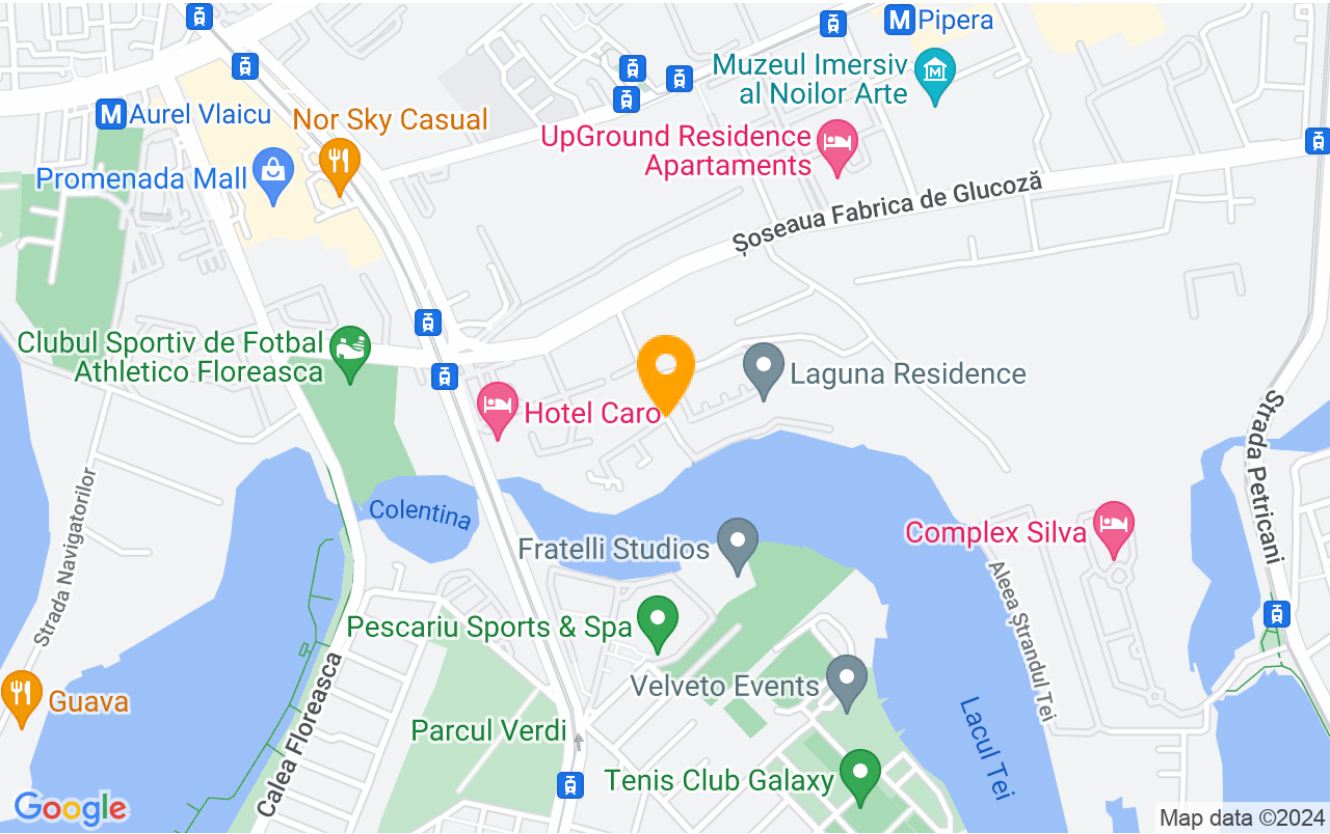 M Pipera
Muzeul Imersiv
al Noilor Arte
M Aurel Vlaicu
Nor Sky Casual
UpGround Residence
Apartaments
Promenada Mall
Șoseaua Fabrica de Glucoză
Clubul Sportiv de Fotbal
Athletico Floreasca
Laguna Residence
Hotel Caro
Strada Petricani
Colentina
Strada Navigatorilor
Fratelli Studios
Complex Silva
Aleea Ștrandul Tei
Pescariu Sports & Spa
Velveto Events
Guava
Calea Floreasca
Parcul Verdi
Lacul Tei
Tenis Club Galaxy
Google
Map data ©2024